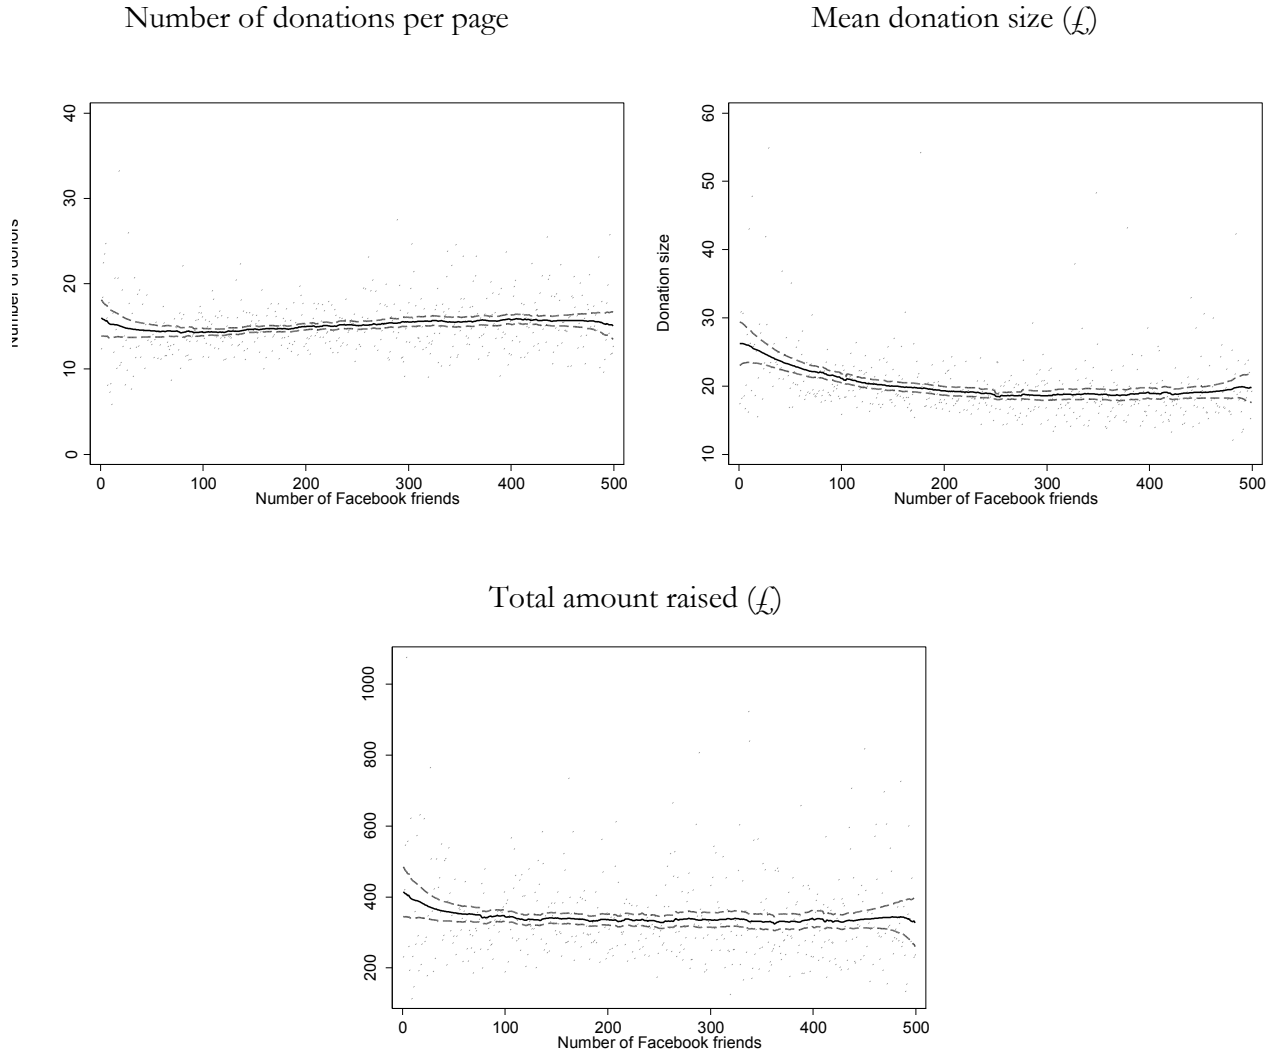 Number of donations per page
Mean donation size (£)
40
30
20
10
0
Number of donors
0 100 200 300 400 500
Number of Facebook friends
60
50
40
30
20
10
Donation size
0 100 200 300 400 500
Number of Facebook friends
Total amount raised (£)
1000
800
600
400
200
0 100 200 300 400 500
Number of Facebook friends